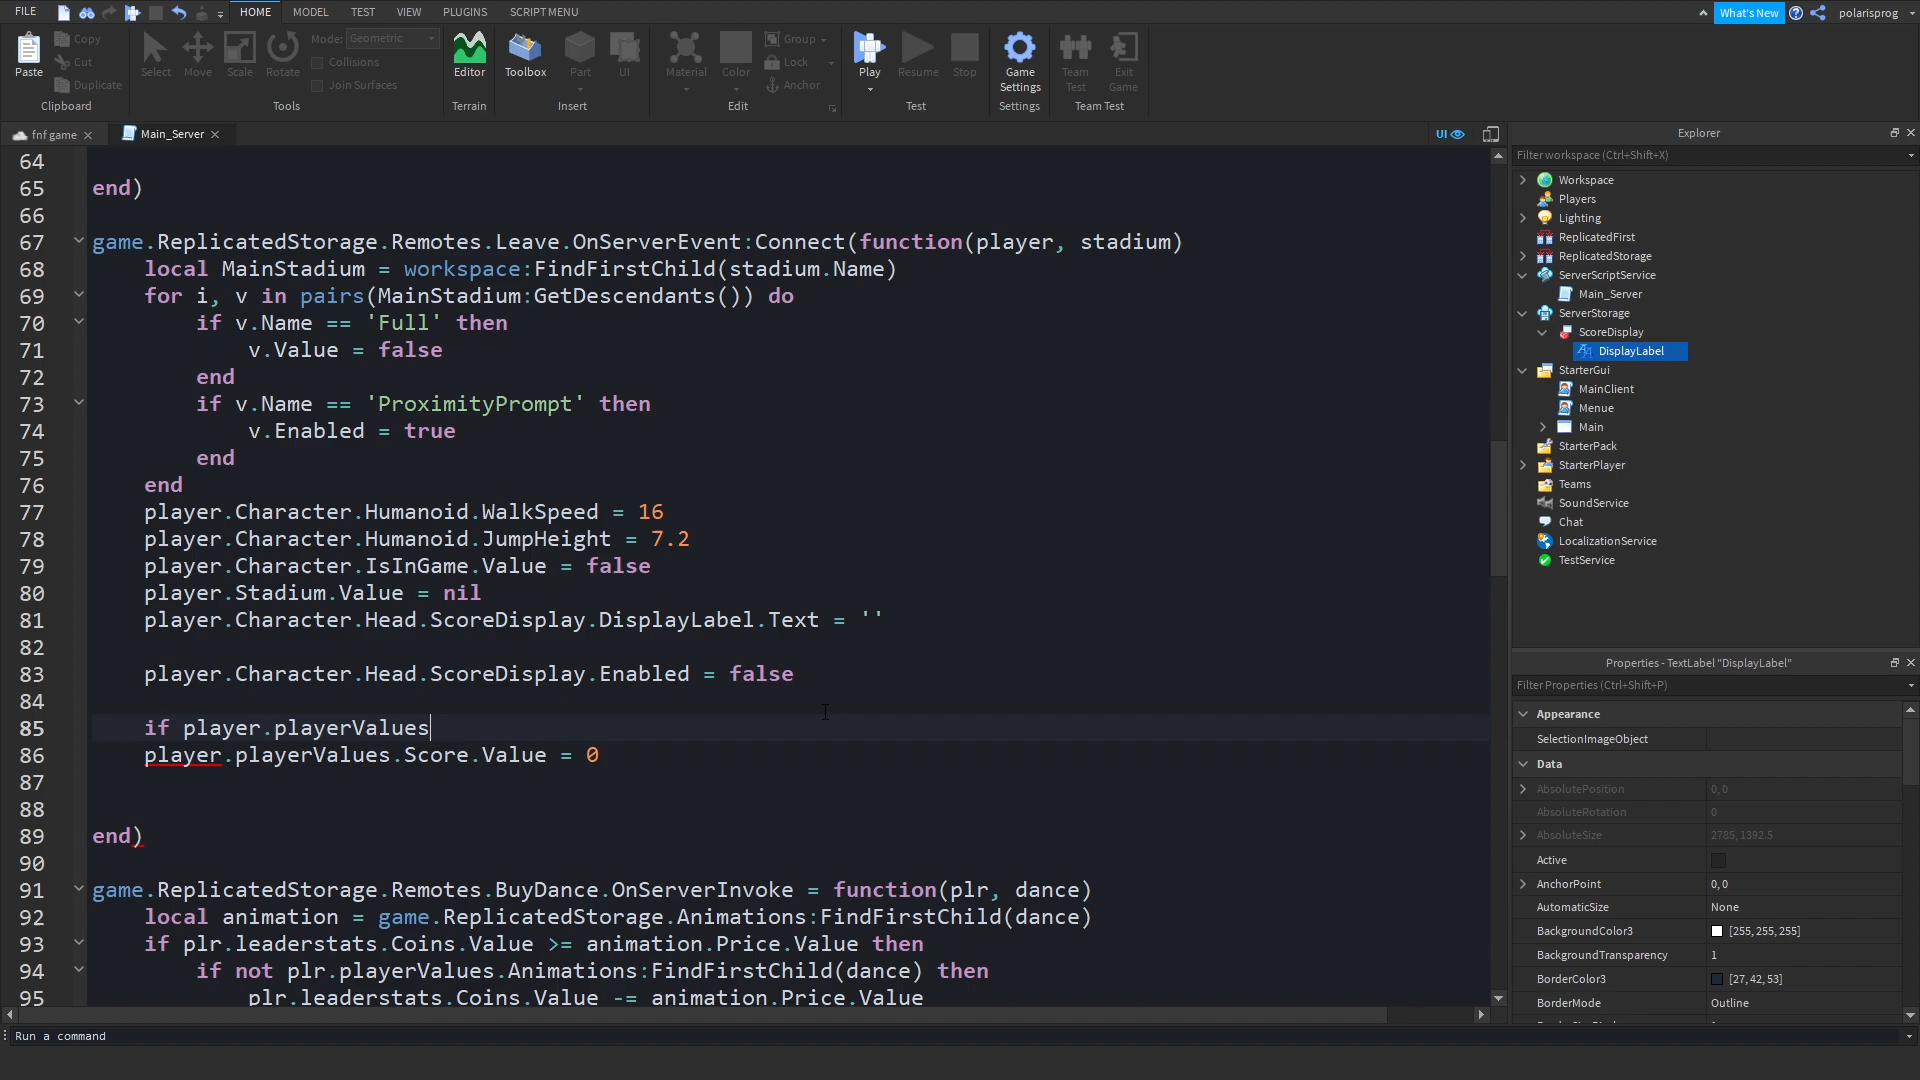 FILE HOME MODEL TEST VIEW PLUGINS SCRIPT MENU What's New polarisprog
Paste Copy Cut Duplicate Clipboard
Select Move Scale Rotate Mode: Geometric Collisions Join Surfaces Tools
Editor Terrain
Toolbox Part UI Insert
Material Color Group Lock Anchor Edit
Play Resume Stop Test
Game Settings Settings
Team Test Exit Game Team Test
fnf game Main_Server UI
64
65 end)
66
67 game.ReplicatedStorage.Remotes.Leave.OnServerEvent:Connect(function(player, stadium)
68 local MainStadium = workspace:FindFirstChild(stadium.Name)
69 for i, v in pairs(MainStadium:GetDescendants()) do
70 if v.Name == 'Full' then
71 v.Value = false
72 end
73 if v.Name == 'ProximityPrompt' then
74 v.Enabled = true
75 end
76 end
77 player.Character.Humanoid.WalkSpeed = 16
78 player.Character.Humanoid.JumpHeight = 7.2
79 player.Character.IsInGame.Value = false
80 player.Stadium.Value = nil
81 player.Character.Head.ScoreDisplay.DisplayLabel.Text = ''
82
83 player.Character.Head.ScoreDisplay.Enabled = false
84
85 if player.playerValues
86 player.playerValues.Score.Value = 0
87
88
89 end)
90
91 game.ReplicatedStorage.Remotes.BuyDance.OnServerInvoke = function(plr, dance)
92 local animation = game.ReplicatedStorage.Animations:FindFirstChild(dance)
93 if plr.leaderstats.Coins.Value >= animation.Price.Value then
94 if not plr.playerValues.Animations:FindFirstChild(dance) then
95 plr.leaderstats.Coins.Value -= animation.Price.Value
Run a command
Explorer
Filter workspace (Ctrl+Shift+X)
Workspace
Players
Lighting
ReplicatedFirst
ReplicatedStorage
ServerScriptService
Main_Server
ServerStorage
ScoreDisplay
DisplayLabel
StarterGui
MainClient
Menue
Main
StarterPack
StarterPlayer
Teams
SoundService
Chat
LocalizationService
TestService
Properties - TextLabel "DisplayLabel"
Filter Properties (Ctrl+Shift+P)
Appearance
SelectionImageObject
Data
AbsolutePosition 0, 0
AbsoluteRotation 0
AbsoluteSize 2785, 1392.5
Active
AnchorPoint 0, 0
AutomaticSize None
BackgroundColor3 [255, 255, 255]
BackgroundTransparency 1
BorderColor3 [27, 42, 53]
BorderMode Outline